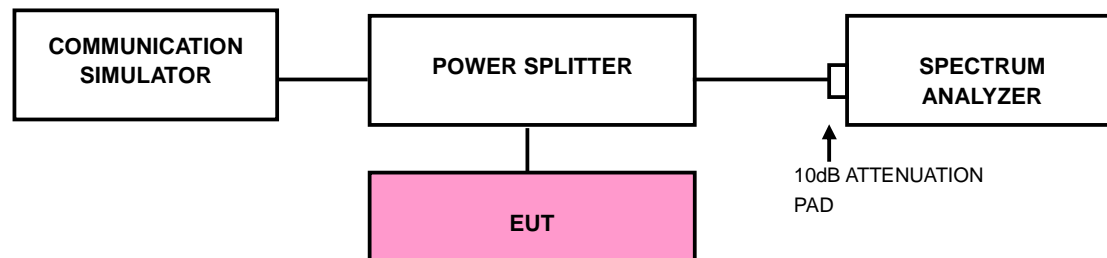 COMMUNICATION
SIMULATOR
POWER SPLITTER
SPECTRUM
ANALYZER
10dB ATTENUATION
PAD
EUT